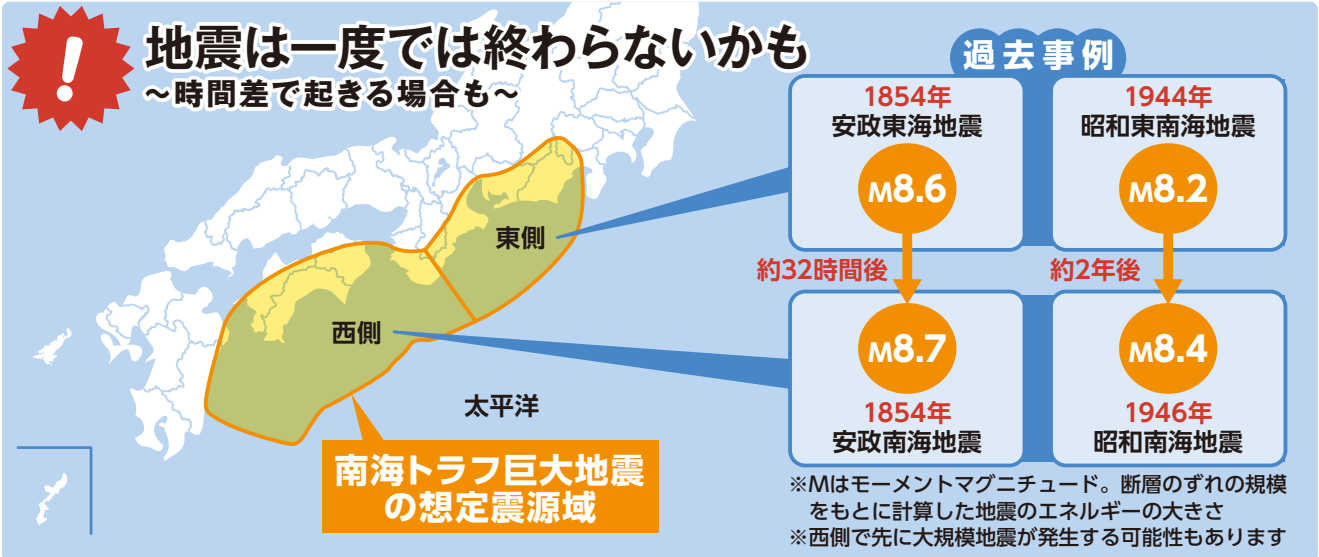 !
地震は一度では終わらないかも
〜時間差で起きる場合も〜
東側
西側
太平洋
南海トラフ巨大地震
の想定震源域
過去事例
1854年
安政東海地震
M8.6
約32時間後
M8.7
1854年
安政南海地震
1944年
昭和東南海地震
M8.2
約2年後
M8.4
1946年
昭和南海地震
※Mはモーメントマグニチュード。断層のずれの規模
をもとに計算した地震のエネルギーの大きさ
※西側で先に大規模地震が発生する可能性もあります